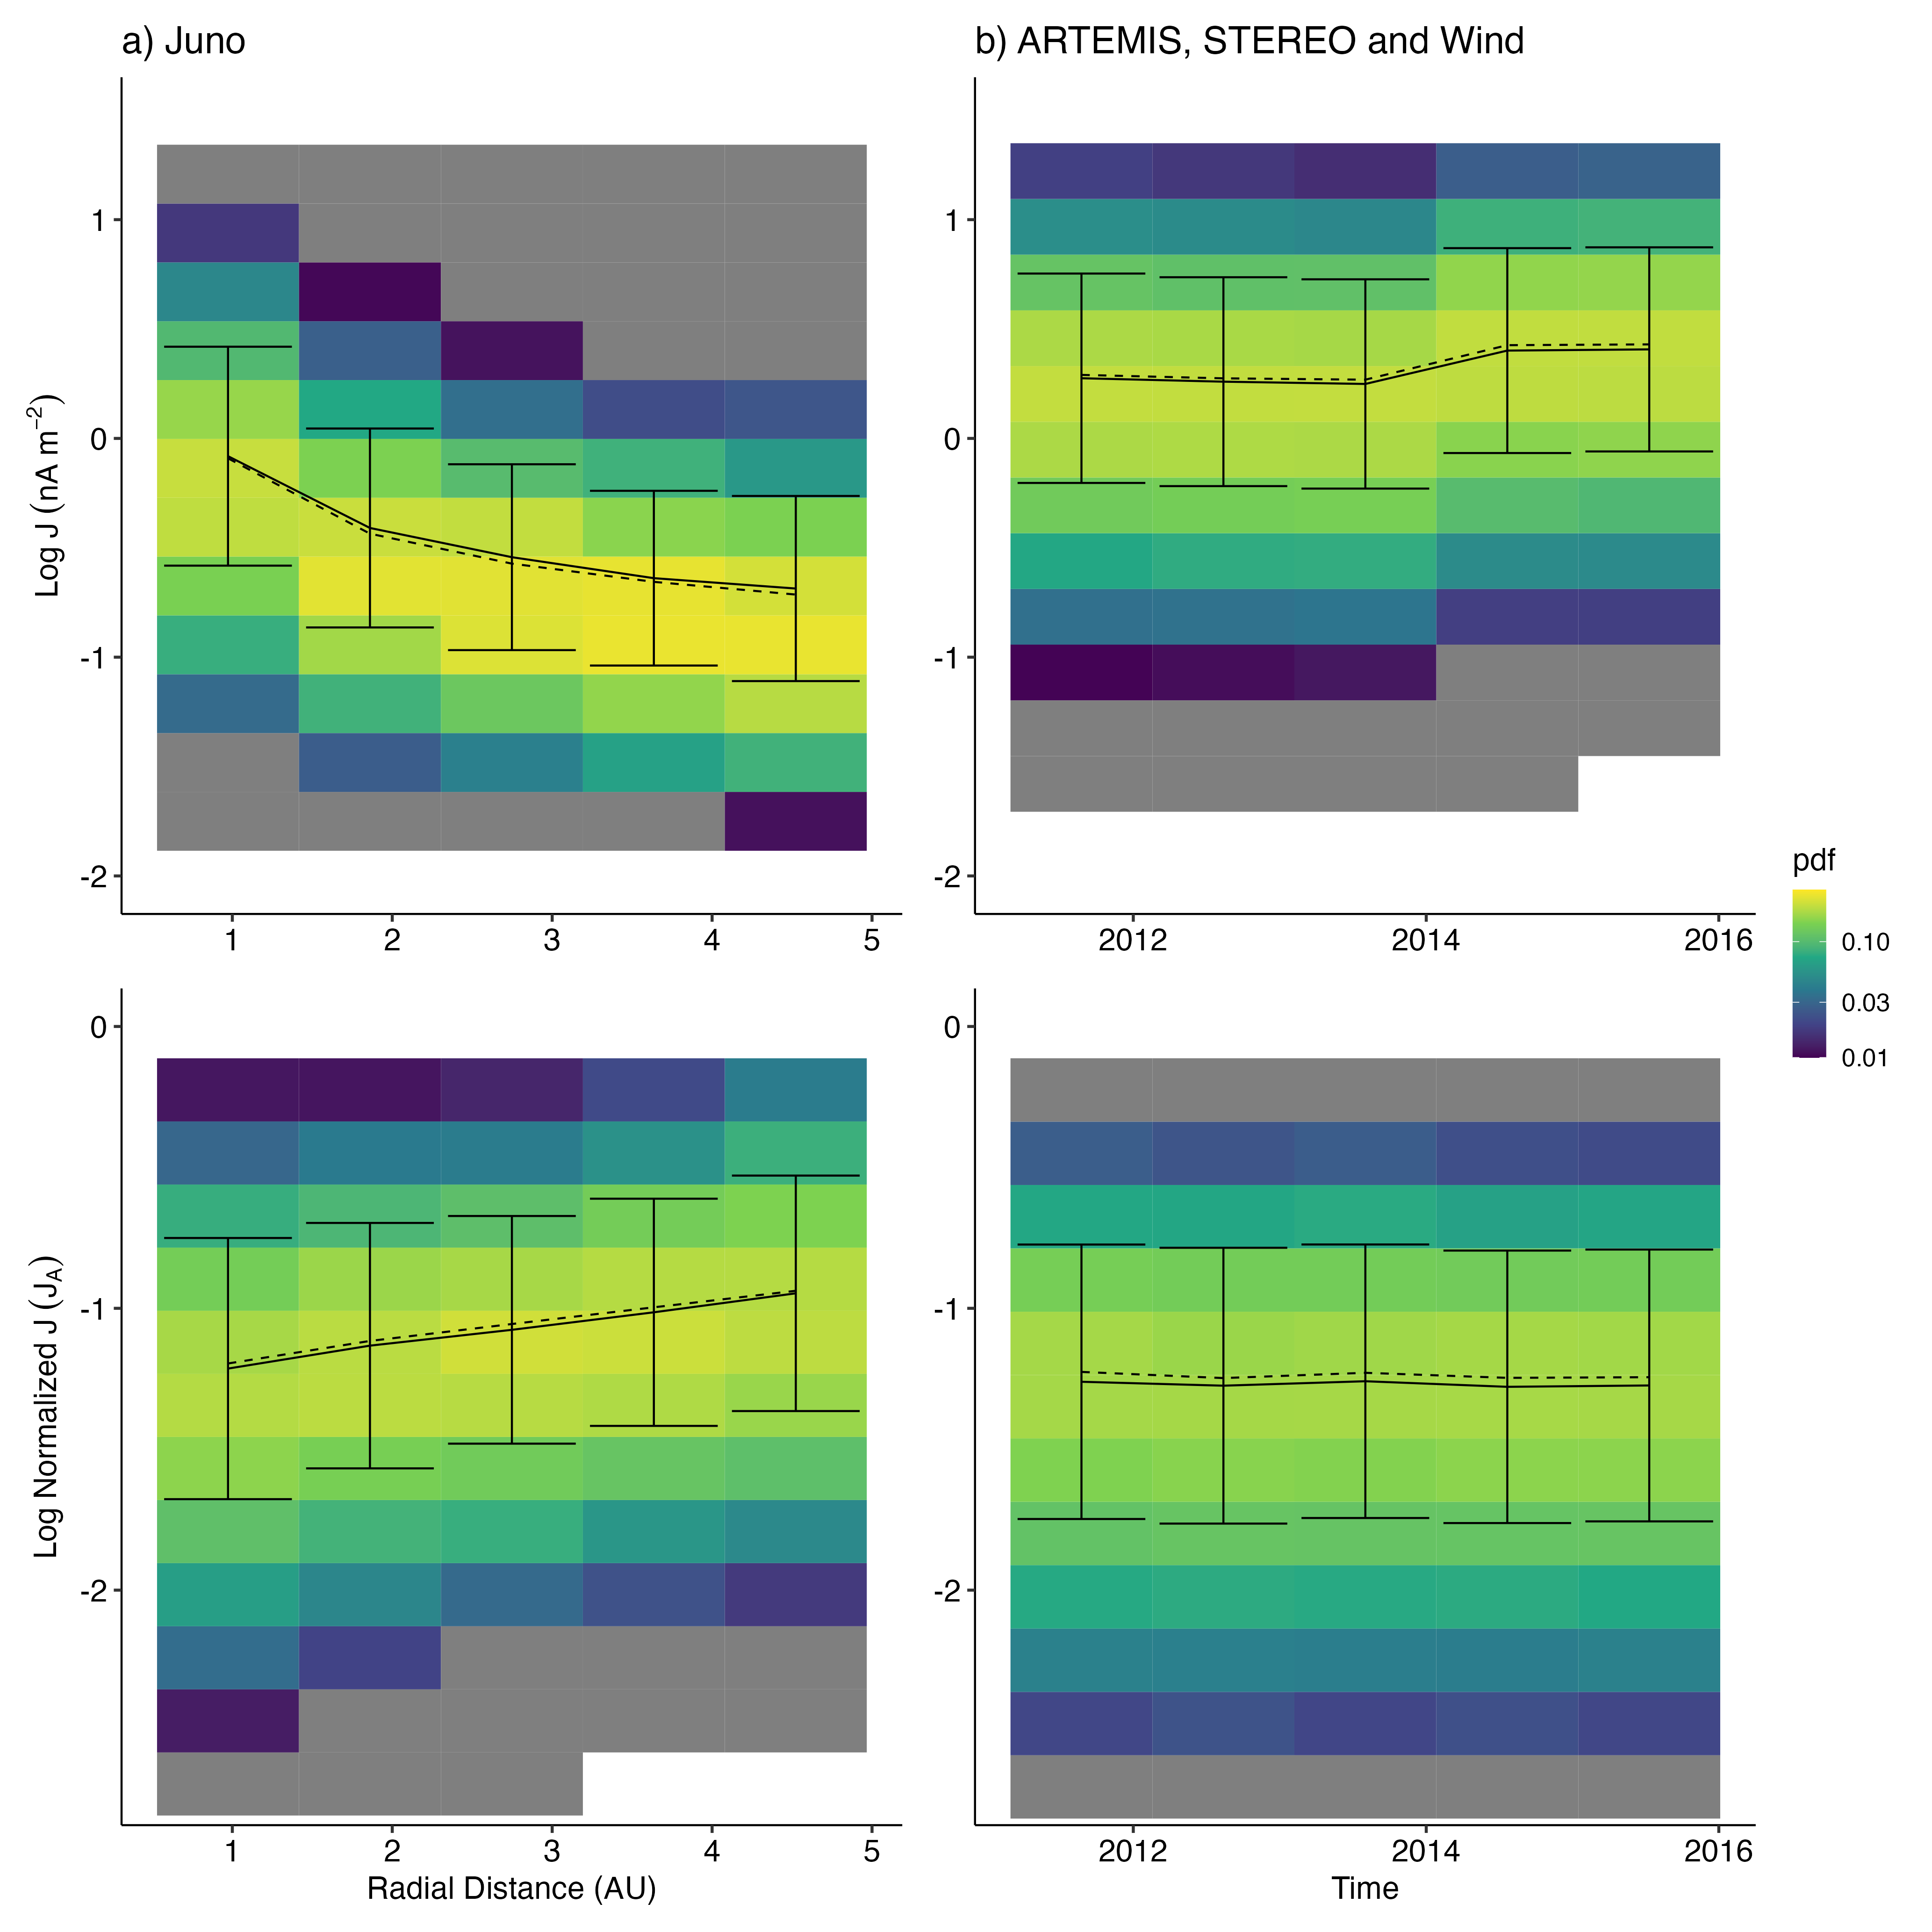 a) Juno
b) ARTEMIS, STEREO and Wind
Log J (nA m⁻²)
1
0
-1
-2
1 2 3 4 5
1
0
-1
-2
2012 2014 2016
pdf
0.10
0.03
0.01
Log Normalized J (J_A)
0
-1
-2
1 2 3 4 5
Radial Distance (AU)
0
-1
-2
2012 2014 2016
Time